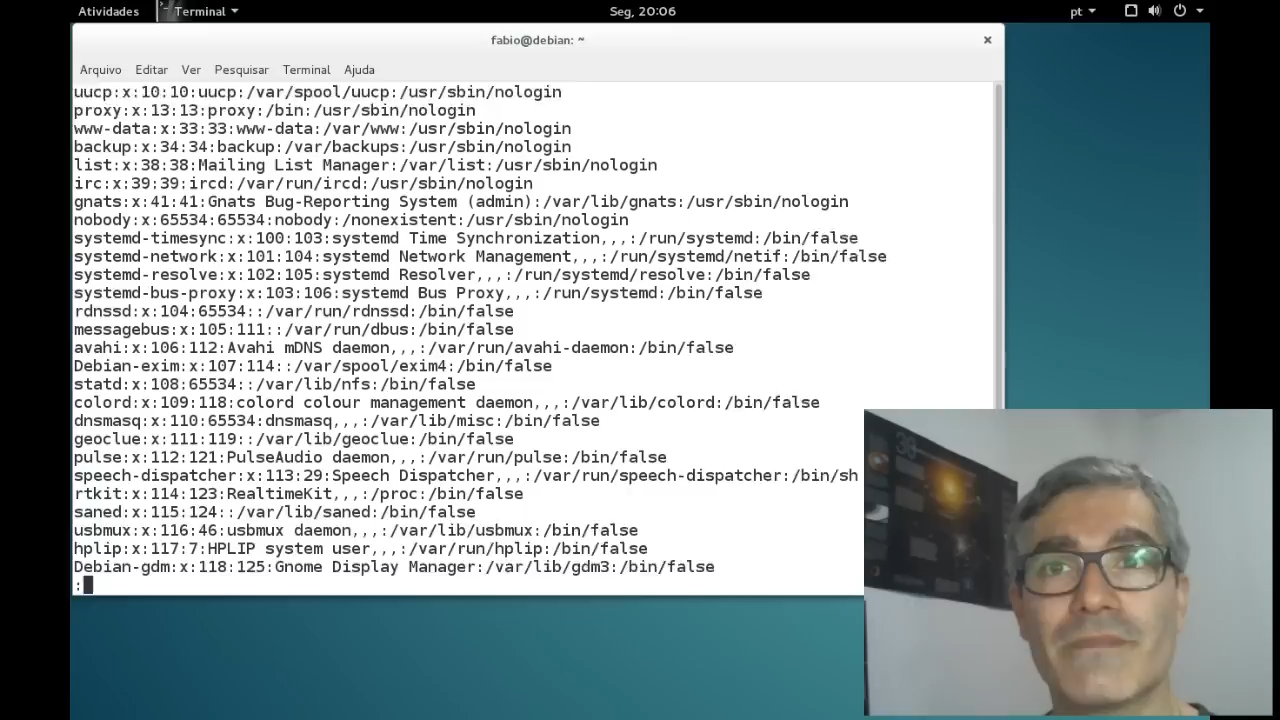 Atividades
Terminal
Seg, 20:06
pt
fabio@debian: ~
Arquivo Editar Ver Pesquisar Terminal Ajuda
uucp:x:10:10:uucp:/var/spool/uucp:/usr/sbin/nologin
proxy:x:13:13:proxy:/bin:/usr/sbin/nologin
www-data:x:33:33:www-data:/var/www:/usr/sbin/nologin
backup:x:34:34:backup:/var/backups:/usr/sbin/nologin
list:x:38:38:Mailing List Manager:/var/list:/usr/sbin/nologin
irc:x:39:39:ircd:/var/run/ircd:/usr/sbin/nologin
gnats:x:41:41:Gnats Bug-Reporting System (admin):/var/lib/gnats:/usr/sbin/nologin
nobody:x:65534:65534:nobody:/nonexistent:/usr/sbin/nologin
systemd-timesync:x:100:103:systemd Time Synchronization,,,:/run/systemd:/bin/false
systemd-network:x:101:104:systemd Network Management,,,:/run/systemd/netif:/bin/false
systemd-resolve:x:102:105:systemd Resolver,,,:/run/systemd/resolve:/bin/false
systemd-bus-proxy:x:103:106:systemd Bus Proxy,,,:/run/systemd:/bin/false
rdnssd:x:104:65534::/var/run/rdnssd:/bin/false
messagebus:x:105:111::/var/run/dbus:/bin/false
avahi:x:106:112:Avahi mDNS daemon,,,:/var/run/avahi-daemon:/bin/false
Debian-exim:x:107:114::/var/spool/exim4:/bin/false
statd:x:108:65534::/var/lib/nfs:/bin/false
colord:x:109:118:colord colour management daemon,,,:/var/lib/colord:/bin/false
dnsmasq:x:110:65534:dnsmasq,,,:/var/lib/misc:/bin/false
geoclue:x:111:119::/var/lib/geoclue:/bin/false
pulse:x:112:121:PulseAudio daemon,,,:/var/run/pulse:/bin/false
speech-dispatcher:x:113:29:Speech Dispatcher,,,:/var/run/speech-dispatcher:/bin/sh
rtkit:x:114:123:RealtimeKit,,,:/proc:/bin/false
saned:x:115:124::/var/lib/saned:/bin/false
usbmux:x:116:46:usbmux daemon,,,:/var/lib/usbmux:/bin/false
hplip:x:117:7:HPLIP system user,,,:/var/run/hplip:/bin/false
Debian-gdm:x:118:125:Gnome Display Manager:/var/lib/gdm3:/bin/false
: